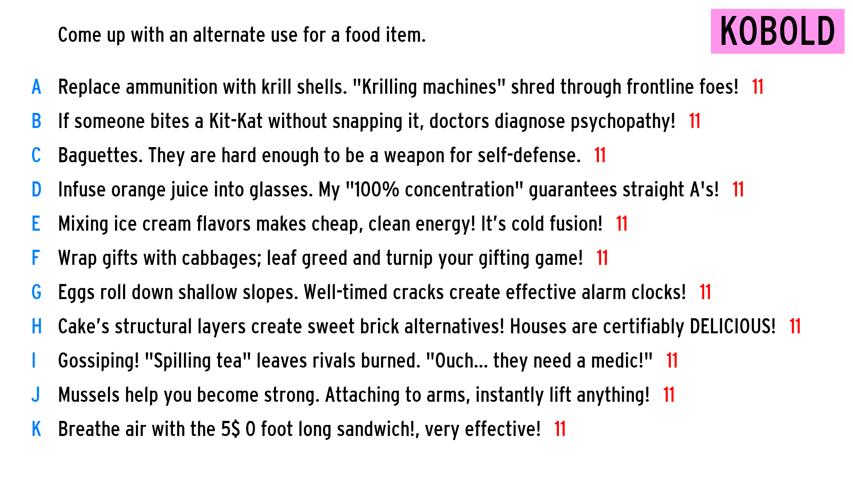 Come up with an alternate use for a food item.
KOBOLD
A Replace ammunition with krill shells. "Krilling machines" shred through frontline foes! 11
B If someone bites a Kit-Kat without snapping it, doctors diagnose psychopathy! 11
C Baguettes. They are hard enough to be a weapon for self-defense. 11
D Infuse orange juice into glasses. My "100% concentration" guarantees straight A's! 11
E Mixing ice cream flavors makes cheap, clean energy! It’s cold fusion! 11
F Wrap gifts with cabbages; leaf greed and turnip your gifting game! 11
G Eggs roll down shallow slopes. Well-timed cracks create effective alarm clocks! 11
H Cake’s structural layers create sweet brick alternatives! Houses are certifiably DELICIOUS! 11
I Gossiping! "Spilling tea" leaves rivals burned. "Ouch... they need a medic!" 11
J Mussels help you become strong. Attaching to arms, instantly lift anything! 11
K Breathe air with the 5$ 0 foot long sandwich!, very effective! 11